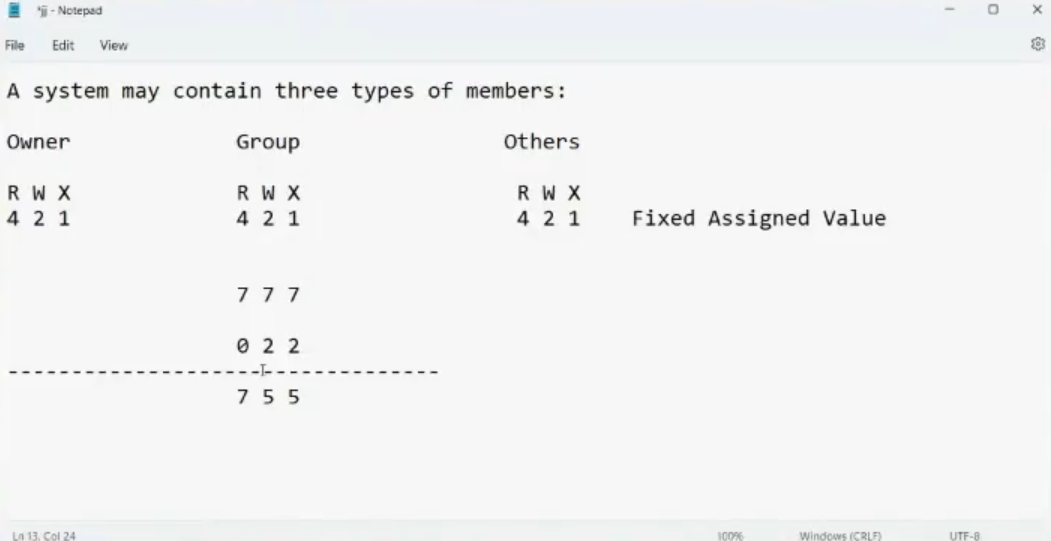 *jj - Notepad
File Edit View
A system may contain three types of members:
Owner Group Others
R W X R W X R W X
4 2 1 4 2 1 4 2 1 Fixed Assigned Value
7 7 7
0 2 2
----------------------------------
7 5 5
Ln 13, Col 24 100% Windows (CRLF) UTF-8